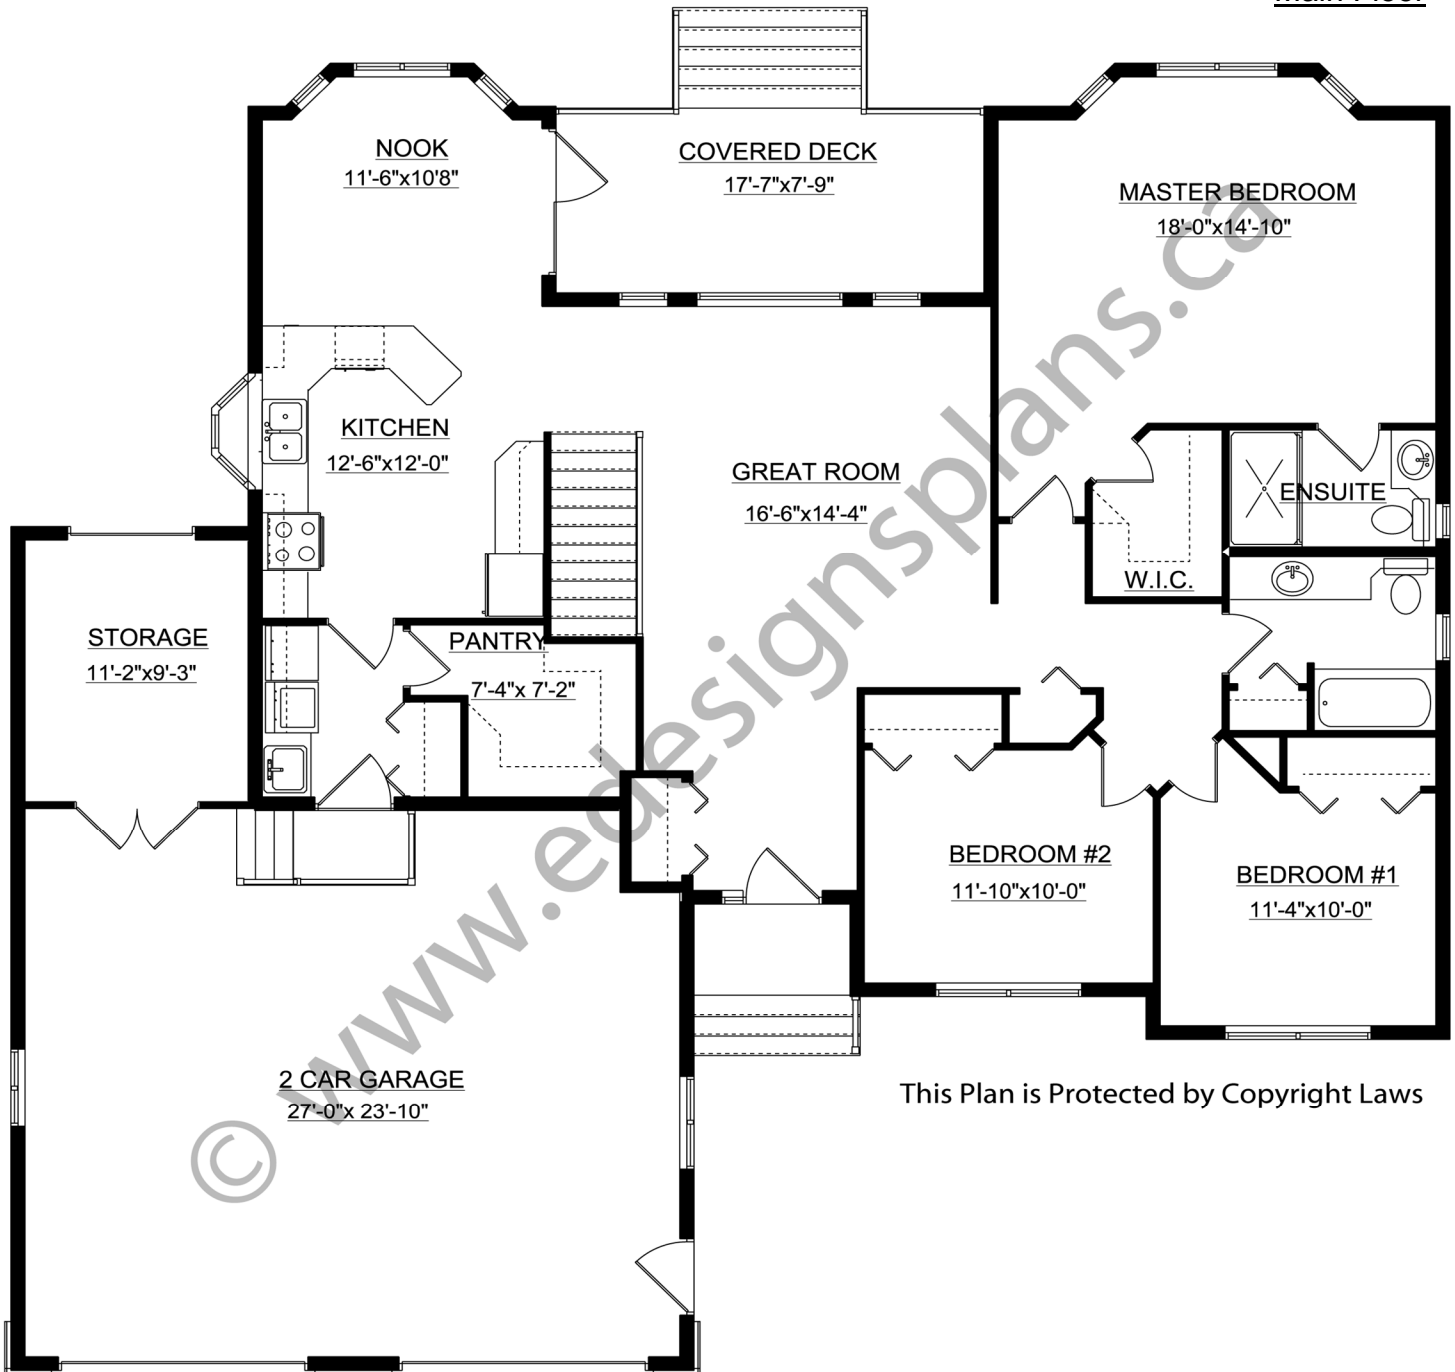 Main Floor
NOOK
11'-6"x10'8"
COVERED DECK
17'-7"x7'-9"
MASTER BEDROOM
18'-0"x14'-10"
KITCHEN
12'-6"x12'-0"
GREAT ROOM
16'-6"x14'-4"
ENSUITE
W.I.C.
STORAGE
11'-2"x9'-3"
PANTRY
7'-4"x 7'-2"
BEDROOM #2
11'-10"x10'-0"
BEDROOM #1
11'-4"x10'-0"
2 CAR GARAGE
27'-0"x 23'-10"
This Plan is Protected by Copyright Laws
© www.edesignsplans.ca